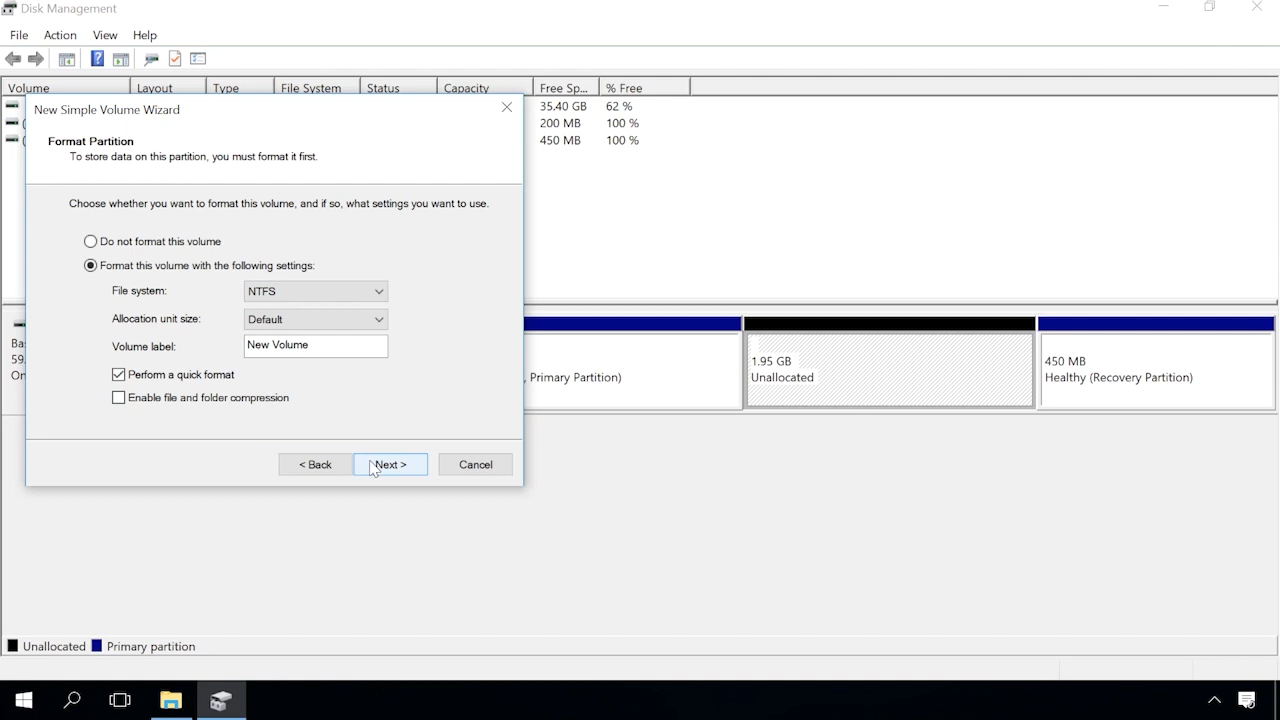 Disk Management
File Action View Help
Volume Layout Type File System Status Capacity Free Sp... % Free
35.40 GB 62 %
200 MB 100 %
450 MB 100 %
New Simple Volume Wizard
Format Partition
To store data on this partition, you must format it first.
Choose whether you want to format this volume, and if so, what settings you want to use.
Do not format this volume
Format this volume with the following settings:
File system: NTFS
Allocation unit size: Default
Volume label: New Volume
Perform a quick format
Enable file and folder compression
< Back Next > Cancel
Ba
59.
On
, Primary Partition)
1.95 GB
Unallocated
450 MB
Healthy (Recovery Partition)
Unallocated Primary partition